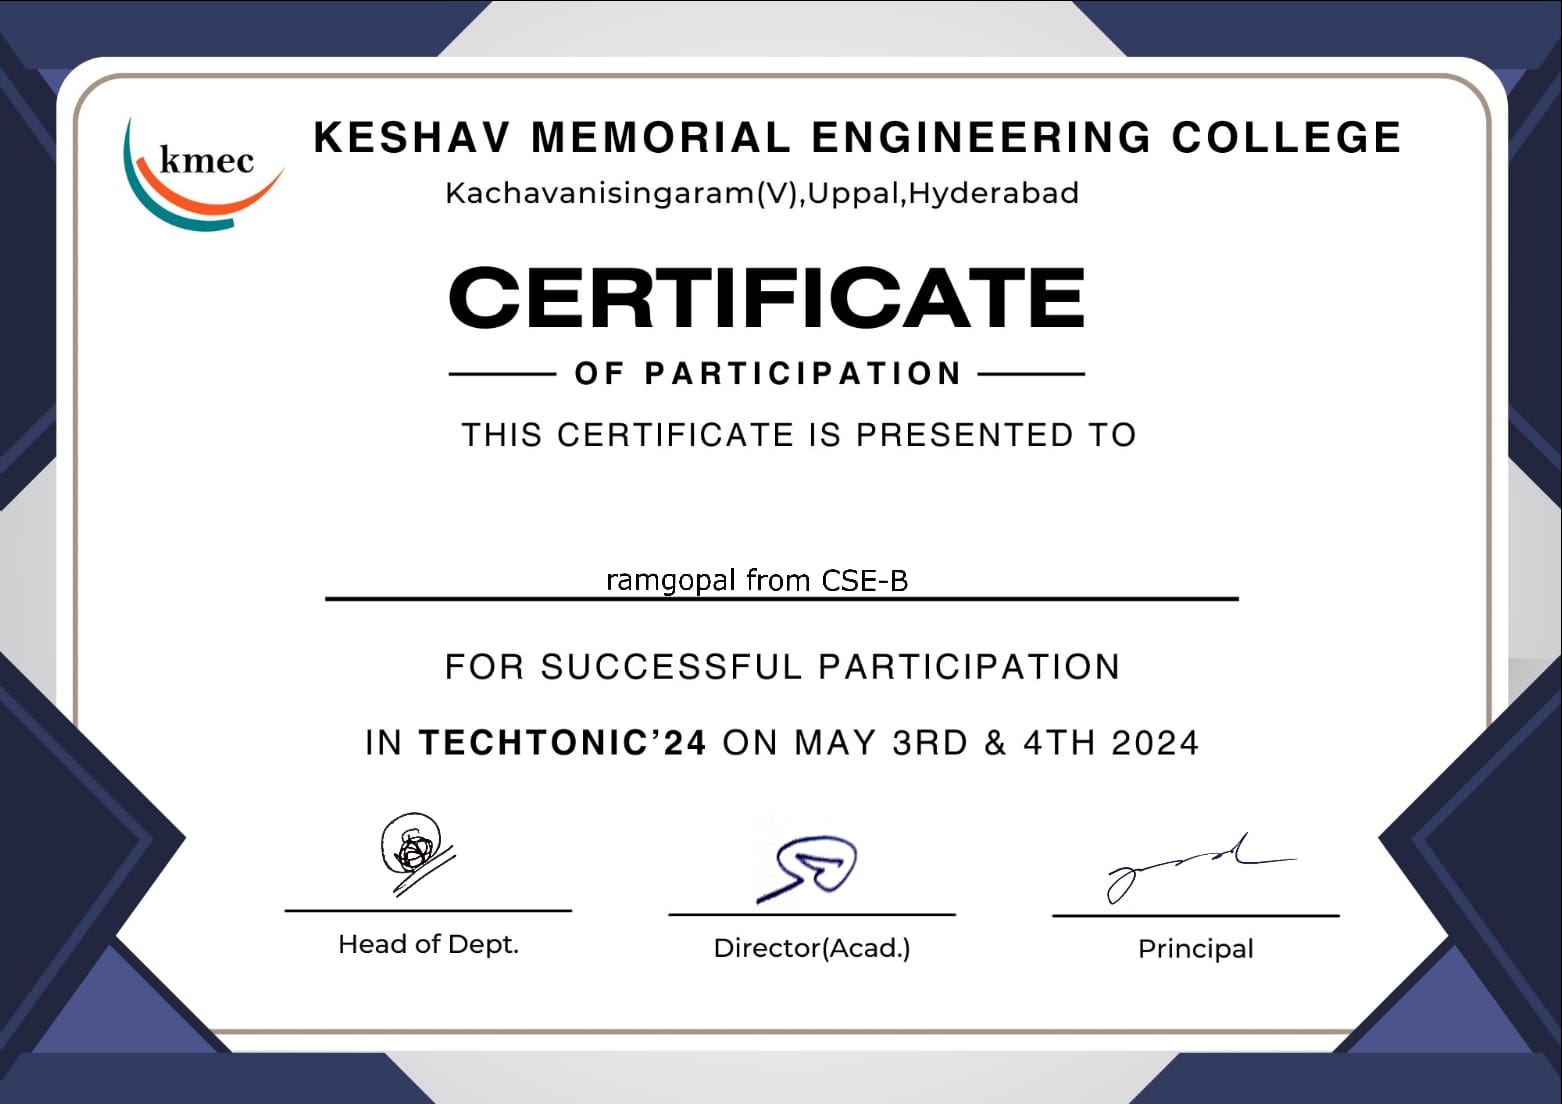 kmec
KESHAV MEMORIAL ENGINEERING COLLEGE
Kachavanisingaram(V),Uppal,Hyderabad
CERTIFICATE
OF PARTICIPATION
THIS CERTIFICATE IS PRESENTED TO
ramgopal from CSE-B
FOR SUCCESSFUL PARTICIPATION
IN TECHTONIC’24 ON MAY 3RD & 4TH 2024
Head of Dept.
Director(Acad.)
Principal